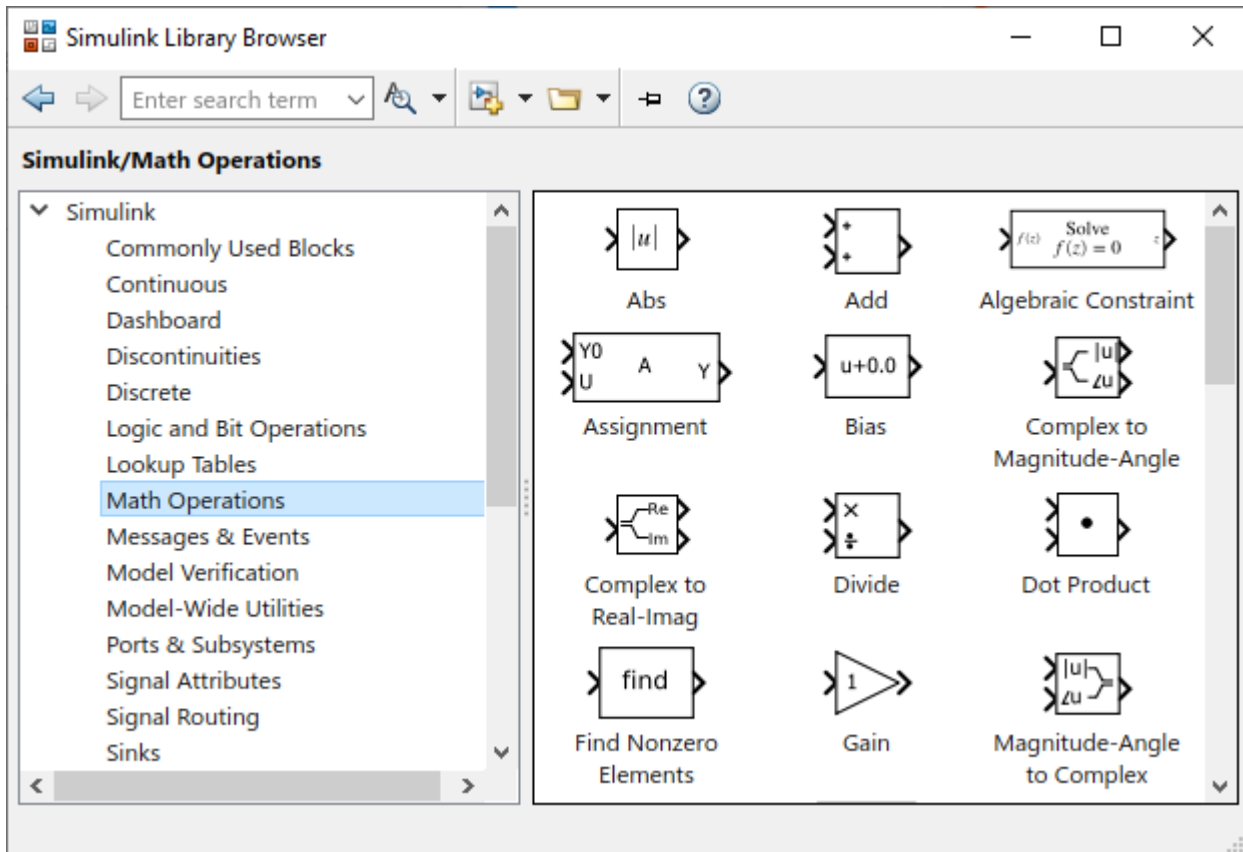 Simulink Library Browser
Enter search term
Simulink/Math Operations
Simulink
Commonly Used Blocks
Continuous
Dashboard
Discontinuities
Discrete
Logic and Bit Operations
Lookup Tables
Math Operations
Messages & Events
Model Verification
Model-Wide Utilities
Ports & Subsystems
Signal Attributes
Signal Routing
Sinks
|u|
Abs
+
+
Add
f(z) Solve z
f(z) = 0
Algebraic Constraint
Y0 A Y
U
Assignment
u+0.0
Bias
|u|
∠u
Complex to
Magnitude-Angle
Re
Im
Complex to
Real-Imag
×
÷
Divide
Dot Product
find
Find Nonzero
Elements
1
Gain
|u|
∠u
Magnitude-Angle
to Complex